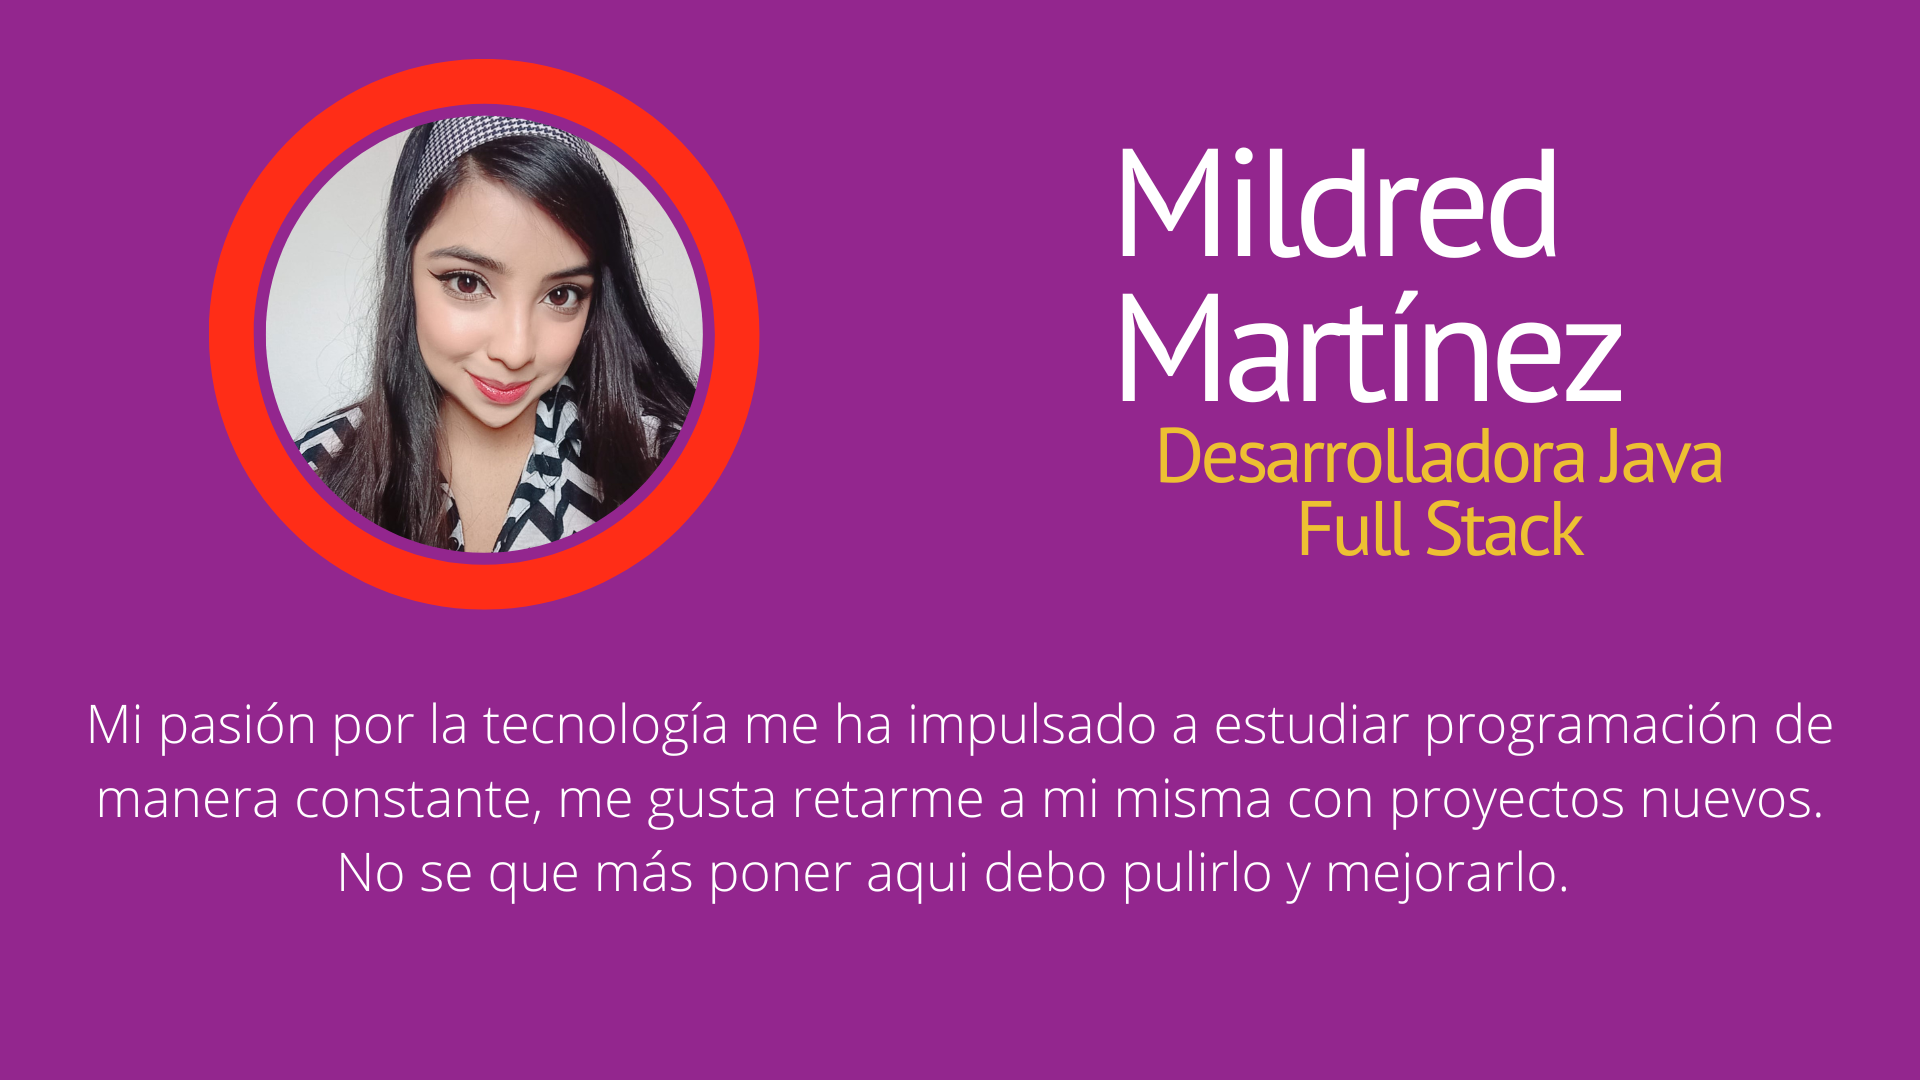 Mildred
Martínez
Desarrolladora Java
Full Stack
Mi pasión por la tecnología me ha impulsado a estudiar programación de
manera constante, me gusta retarme a mi misma con proyectos nuevos.
No se que más poner aqui debo pulirlo y mejorarlo.